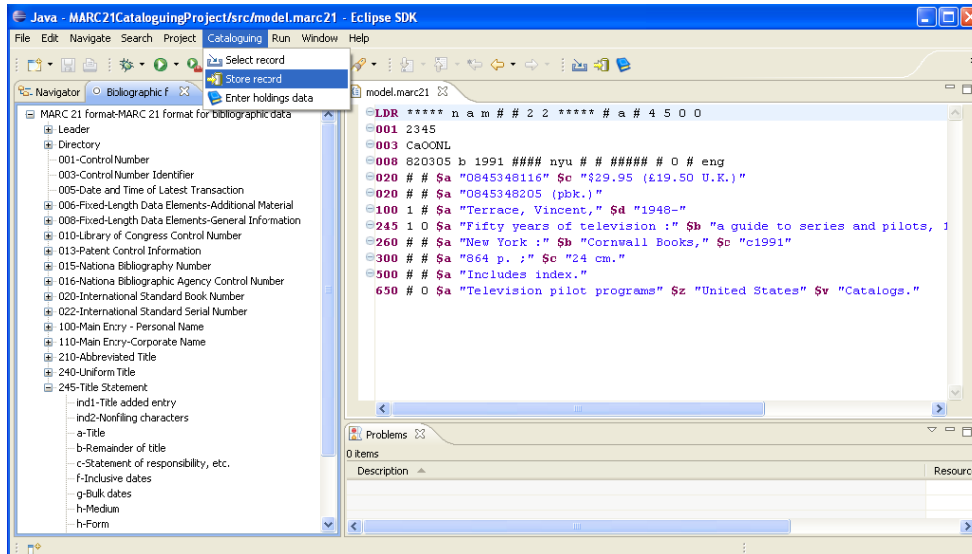 Java - MARC21CataloguingProject/src/model.marc21 - Eclipse SDK
File Edit Navigate Search Project Cataloguing Run Window Help
Select record
Store record
Enter holdings data
Navigator
Bibliographic f
MARC 21 format-MARC 21 format for bibliographic data
Leader
Directory
001-Control Number
003-Control Number Identifier
005-Date and Time of Latest Transaction
006-Fixed-Length Data Elements-Additional Material
008-Fixed-Length Data Elements-General Information
010-Library of Congress Control Number
013-Patent Control Information
015-Nationa Bibliography Number
016-Nationa Bibliographic Agency Control Number
020-International Standard Book Number
022-International Standard Serial Number
100-Main Entry - Personal Name
110-Main Entry-Corporate Name
210-Abbreviated Title
240-Uniform Title
245-Title Statement
ind1-Title added entry
ind2-Nonfiling characters
a-Title
b-Remainder of title
c-Statement of responsibility, etc.
f-Inclusive dates
g-Bulk dates
h-Medium
h-Form
model.marc21
LDR ***** n a m # # 2 2 ***** # a # 4 5 0 0
001 2345
003 CaOONL
008 820305 b 1991 #### nyu # # ##### # 0 # eng
020 # # $a "0845348116" $c "$29.95 (£19.50 U.K.)"
020 # # $a "0845348205 (pbk.)"
100 1 # $a "Terrace, Vincent," $d "1948-"
245 1 0 $a "Fifty years of television :" $b "a guide to series and pilots, 1
260 # # $a "New York :" $b "Cornwall Books," $c "c1991"
300 # # $a "864 p. ;" $c "24 cm."
500 # # $a "Includes index."
650 # 0 $a "Television pilot programs" $z "United States" $v "Catalogs."
Problems
0 items
Description
Resourc